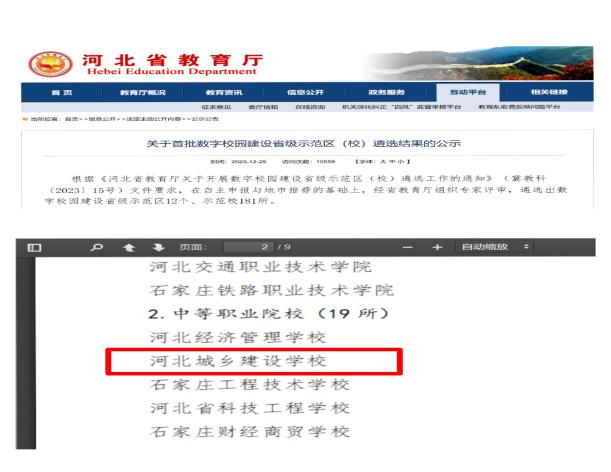 河北省教育厅
Hebei Education Department
首页 教育厅概况 教育资讯 信息公开 政务服务 互动平台 相关链接
征求意见 委厅信箱 在线咨询 机关深化纠正“四风”监督举报平台 教育乱收费反映问题平台
当前位置：首页>>信息公开>>法定主动公开内容>>公示公告
关于首批数字校园建设省级示范区（校）遴选结果的公示
时间：2023-12-25 访问次数：10559 【字体：大 中 小】
根据《河北省教育厅关于开展数字校园建设省级示范区（校）遴选工作的通知》（冀教科
〔2023〕15号）文件要求，在自主申报与地市推荐的基础上，经省教育厅组织专家评审，遴选出数
字校园建设省级示范区12个、示范校181所。
页面： 2 / 9 — + 自动缩放
河北交通职业技术学院
石家庄铁路职业技术学院
2.中等职业院校（19 所）
河北经济管理学校
河北城乡建设学校
石家庄工程技术学校
河北省科技工程学校
石家庄财经商贸学校